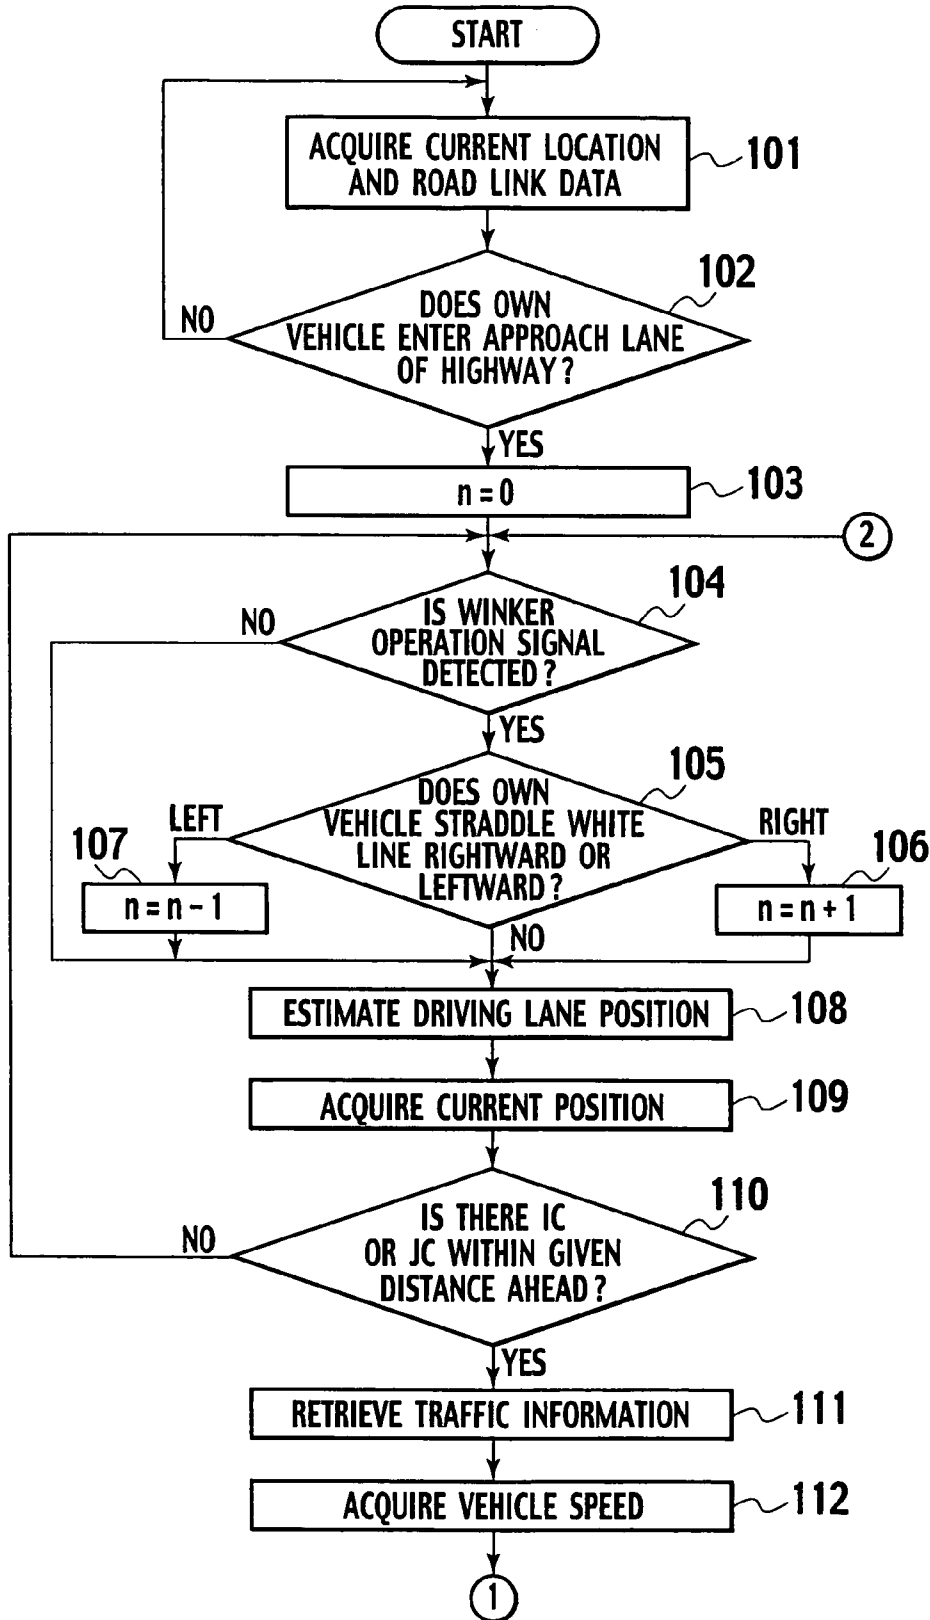 START
ACQUIRE CURRENT LOCATION
AND ROAD LINK DATA
101
102
DOES OWN
VEHICLE ENTER APPROACH LANE
OF HIGHWAY?
NO
YES
n=0
103
2
104
IS WINKER
OPERATION SIGNAL
DETECTED?
NO
YES
105
DOES OWN
VEHICLE STRADDLE WHITE
LINE RIGHTWARD OR
LEFTWARD?
LEFT
RIGHT
107
n=n-1
106
n=n+1
NO
ESTIMATE DRIVING LANE POSITION
108
ACQUIRE CURRENT POSITION
109
110
IS THERE IC
OR JC WITHIN GIVEN
DISTANCE AHEAD?
NO
YES
RETRIEVE TRAFFIC INFORMATION
111
ACQUIRE VEHICLE SPEED
112
1